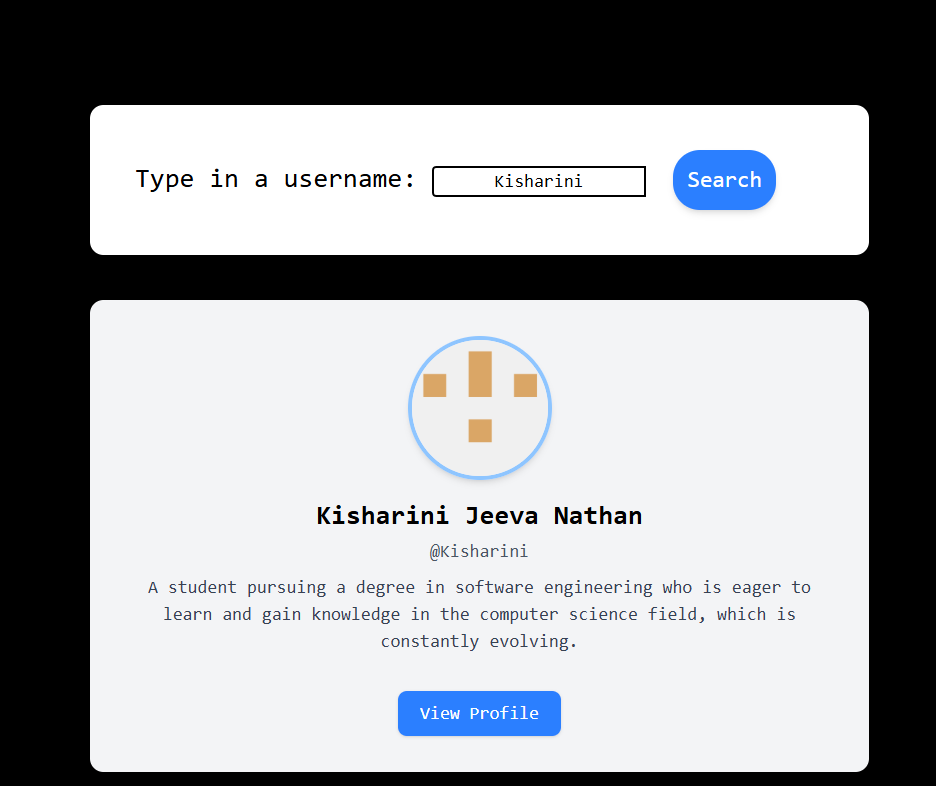 Type in a username: Kisharini Search
Kisharini Jeeva Nathan
@Kisharini
A student pursuing a degree in software engineering who is eager to
learn and gain knowledge in the computer science field, which is
constantly evolving.
View Profile